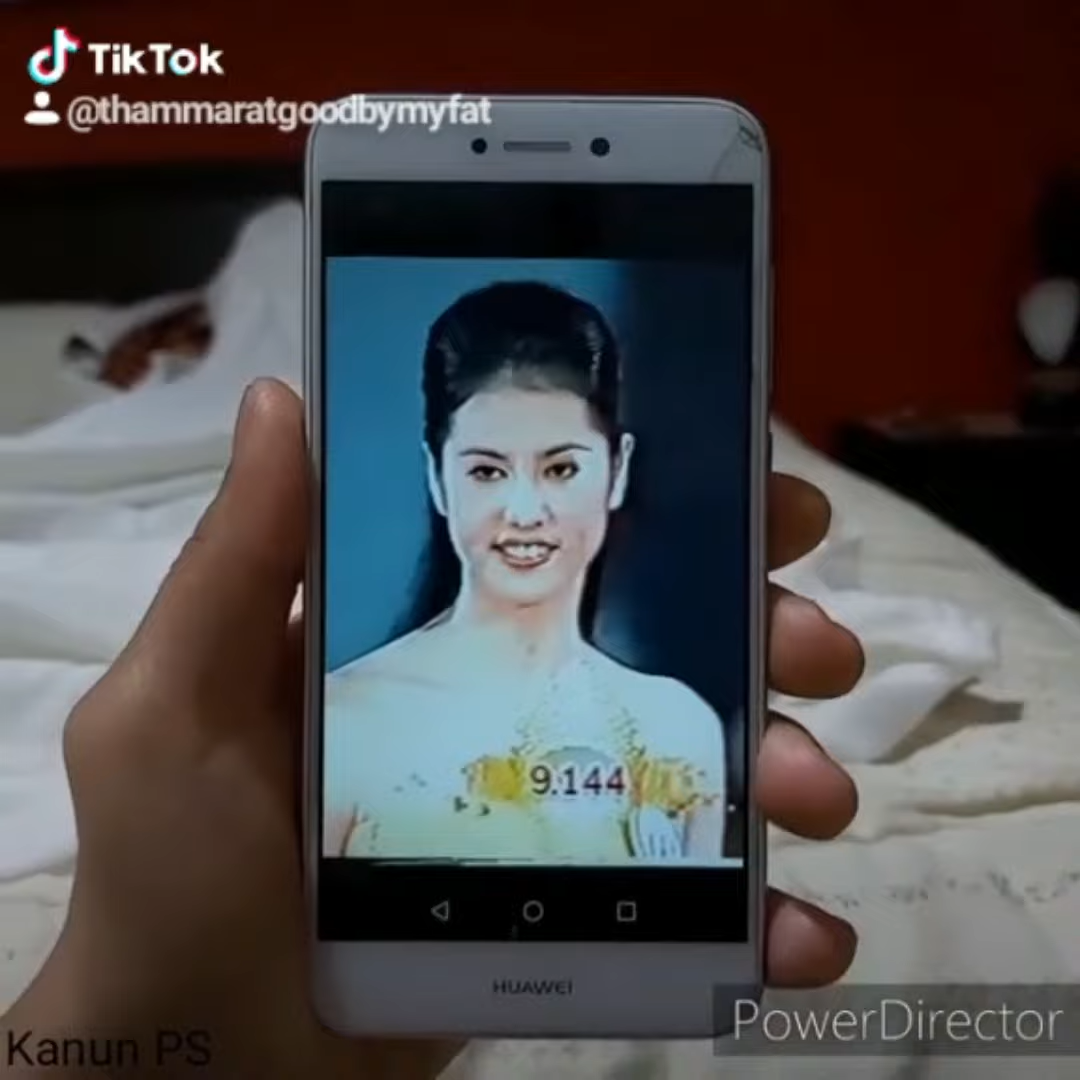 TikTok
@thammaratgoodbymyfat
9.144
HUAWEI
PowerDirector
Kanun PS